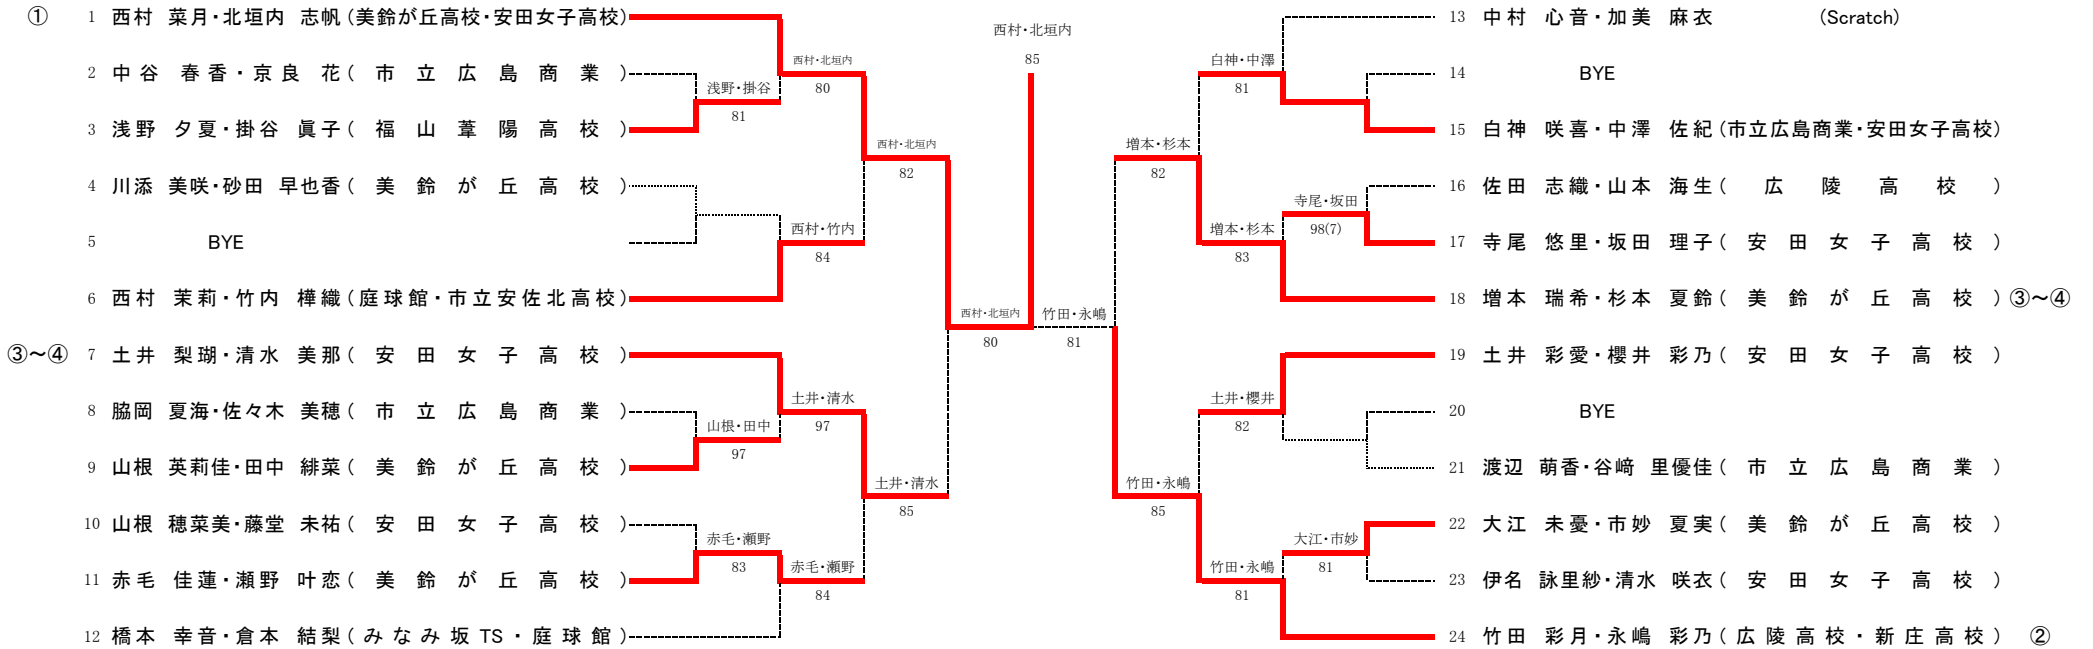 ① 1 西村 菜月・北垣内 志帆(美鈴が丘高校・安田女子高校)
2 中谷 春香・京良 花(市立広島商業)
3 浅野 夕夏・掛谷 眞子(福山葦陽高校)
4 川添 美咲・砂田 早也香(美鈴が丘高校)
5 BYE
6 西村 茉莉・竹内 樺織(庭球館・市立安佐北高校)
③～④ 7 土井 梨瑚・清水 美那(安田女子高校)
8 脇岡 夏海・佐々木 美穂(市立広島商業)
9 山根 英莉佳・田中 緋菜(美鈴が丘高校)
10 山根 穂菜美・藤堂 未祐(安田女子高校)
11 赤毛 佳蓮・瀬野 叶恋(美鈴が丘高校)
12 橋本 幸音・倉本 結梨(みなみ坂TS・庭球館)
浅野・掛谷
81
山根・田中
97
赤毛・瀬野
83
西村・北垣内
80
西村・竹内
84
土井・清水
97
赤毛・瀬野
84
西村・北垣内
82
土井・清水
85
西村・北垣内
80
西村・北垣内
85
竹田・永嶋
81
増本・杉本
82
竹田・永嶋
85
白神・中澤
81
増本・杉本
83
土井・櫻井
82
竹田・永嶋
81
寺尾・坂田
98(7)
大江・市妙
81
13 中村 心音・加美 麻衣 (Scratch)
14 BYE
15 白神 咲喜・中澤 佐紀(市立広島商業・安田女子高校)
16 佐田 志織・山本 海生(広陵高校)
17 寺尾 悠里・坂田 理子(安田女子高校)
18 増本 瑞希・杉本 夏鈴(美鈴が丘高校) ③～④
19 土井 彩愛・櫻井 彩乃(安田女子高校)
20 BYE
21 渡辺 萌香・谷﨑 里優佳(市立広島商業)
22 大江 未憂・市妙 夏実(美鈴が丘高校)
23 伊名 詠里紗・清水 咲衣(安田女子高校)
24 竹田 彩月・永嶋 彩乃(広陵高校・新庄高校) ②